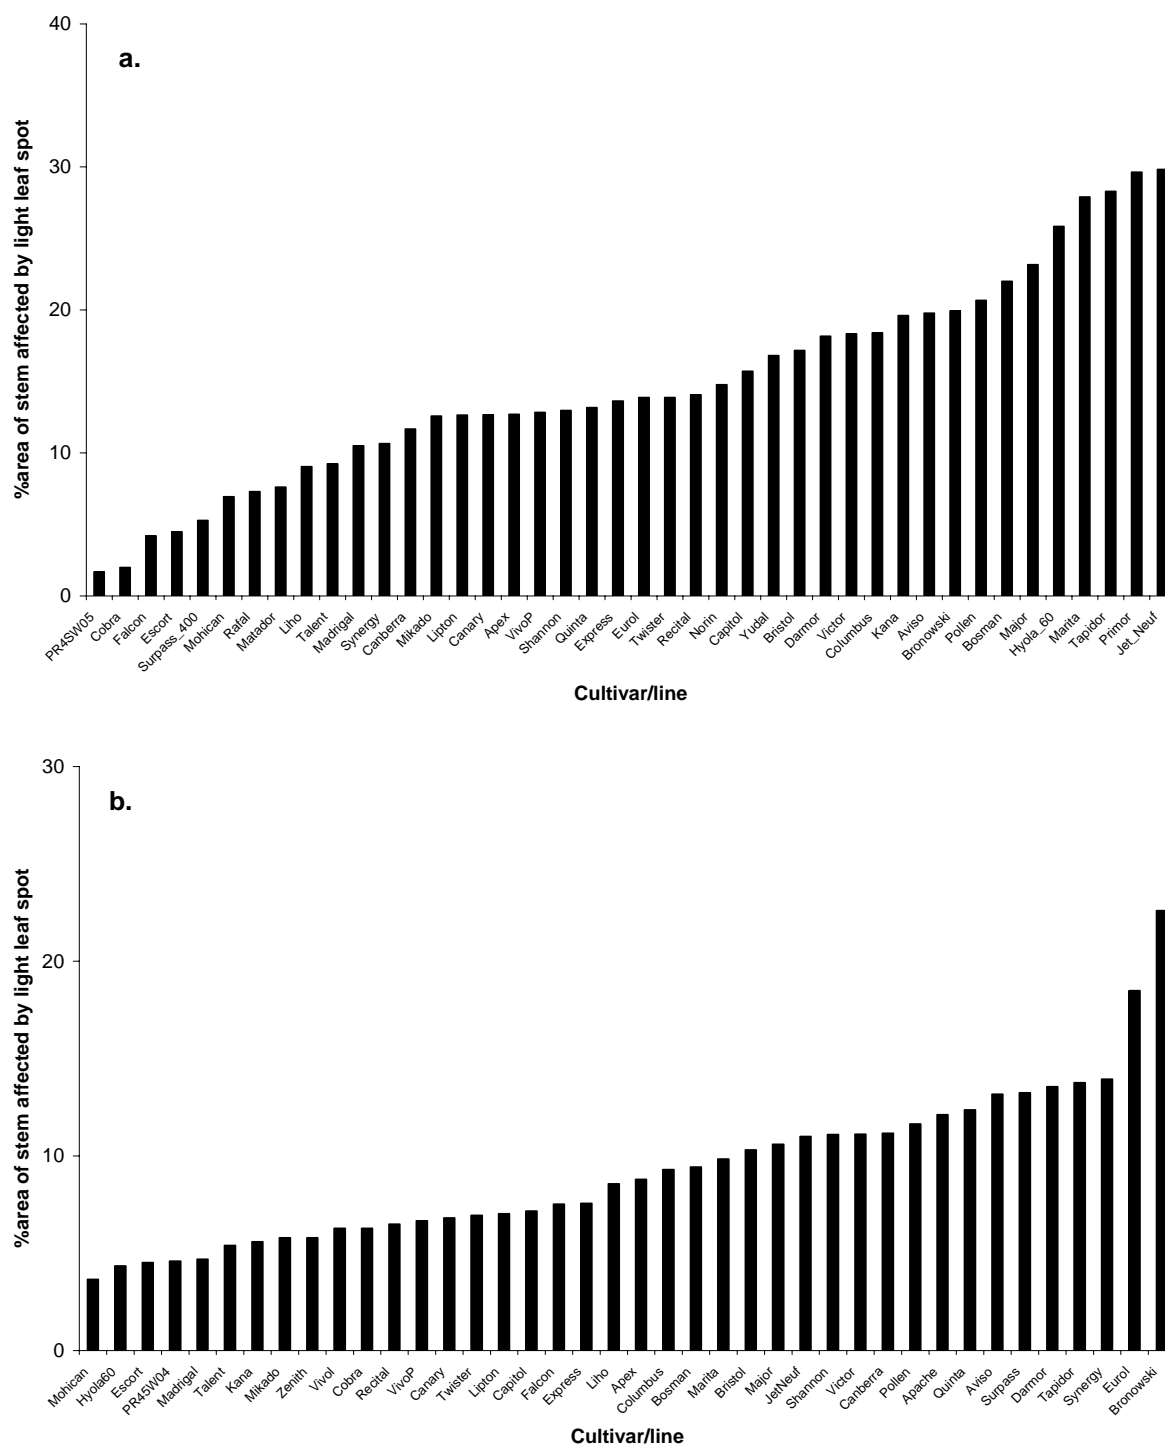 a.
%area of stem affected by light leaf spot
40
30
20
10
0
PR45W05
Cobra
Falcon
Escort
Surpass_400
Mohican
Rafal
Matador
Liho
Talent
Madrigal
Synergy
Canberra
Mikado
Lipton
Canary
Apex
VivoP
Shannon
Quinta
Express
Eurol
Twister
Recital
Norin
Capitol
Yudal
Bristol
Darmor
Victor
Columbus
Kana
Aviso
Bronowski
Pollen
Bosman
Major
Hyola_60
Marita
Tapidor
Primor
Jet_Neuf
Cultivar/line
b.
%area of stem affected by light leaf spot
30
20
10
0
Mohican
Hyola60
Escort
PR45W04
Madrigal
Talent
Kana
Mikado
Zenith
Vivol
Cobra
Recital
VivoP
Canary
Twister
Lipton
Capitol
Falcon
Express
Liho
Apex
Columbus
Bosman
Marita
Bristol
Major
JetNeuf
Shannon
Victor
Canberra
Pollen
Apache
Quinta
Aviso
Surpass
Darmor
Tapidor
Synergy
Eurol
Bronowski
Cultivar/line